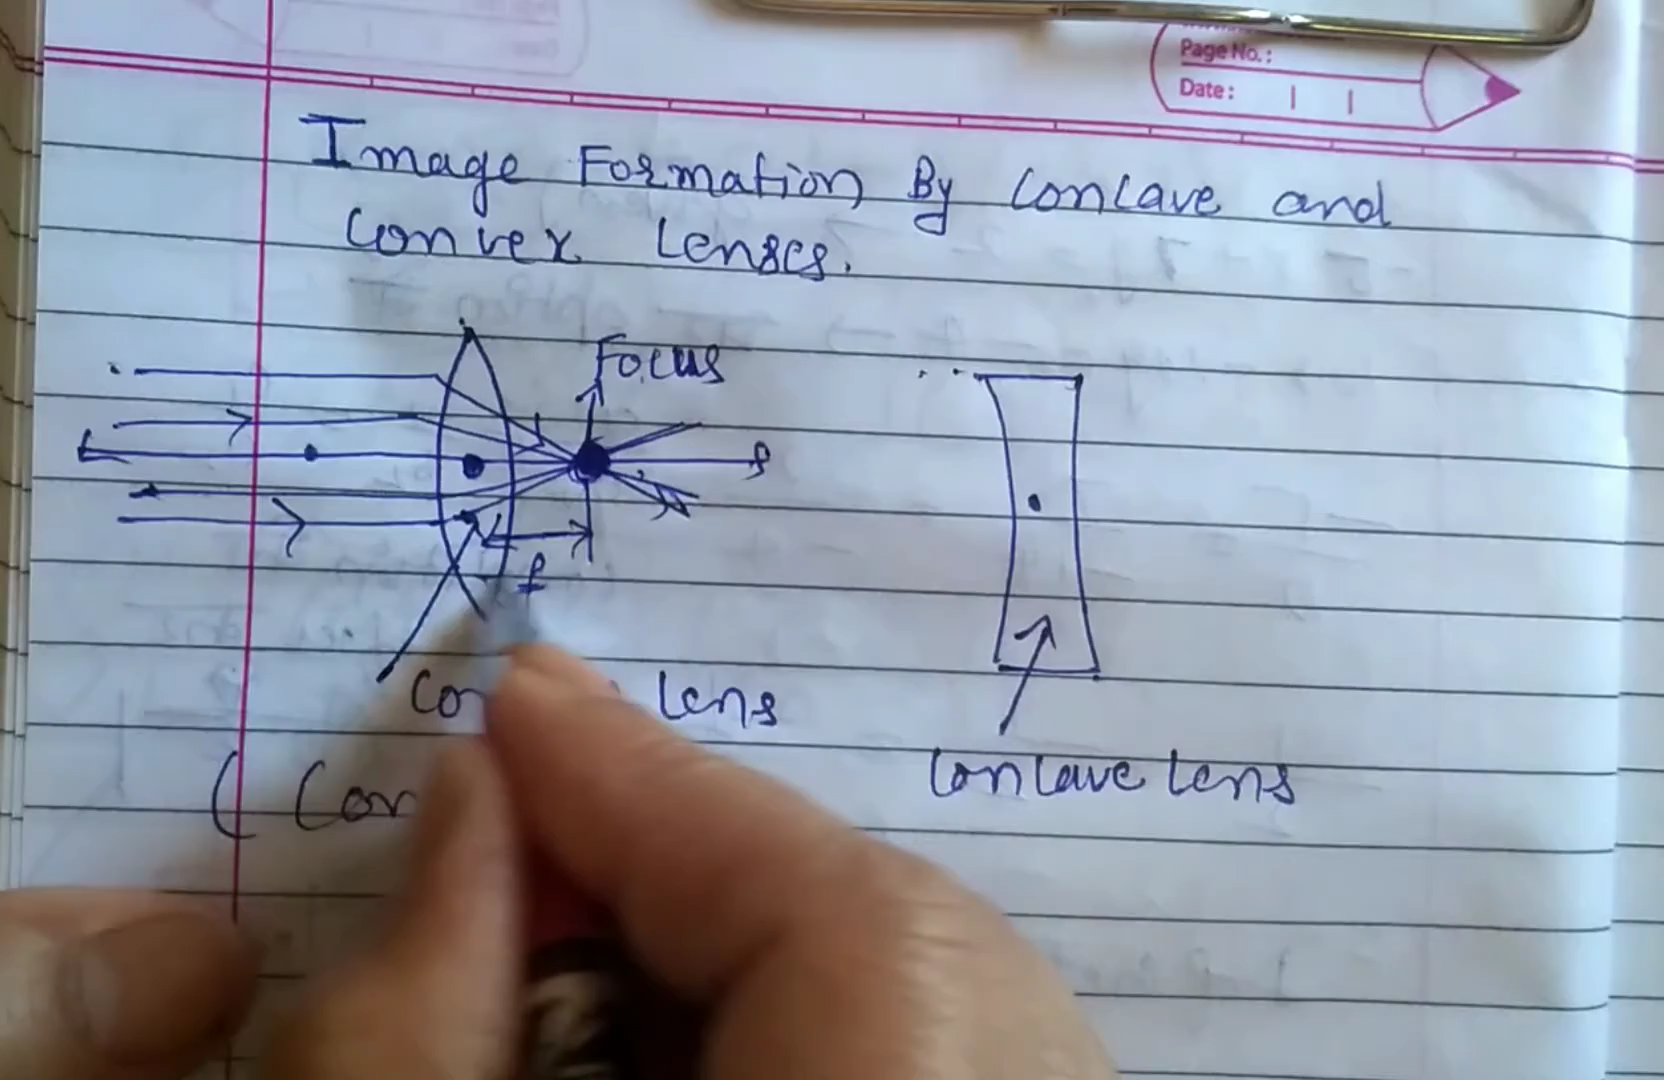 Page No.:
Date:
Image Formation By Concave and
Convex Lenses.
Focus
f
lens
(
Concave lens